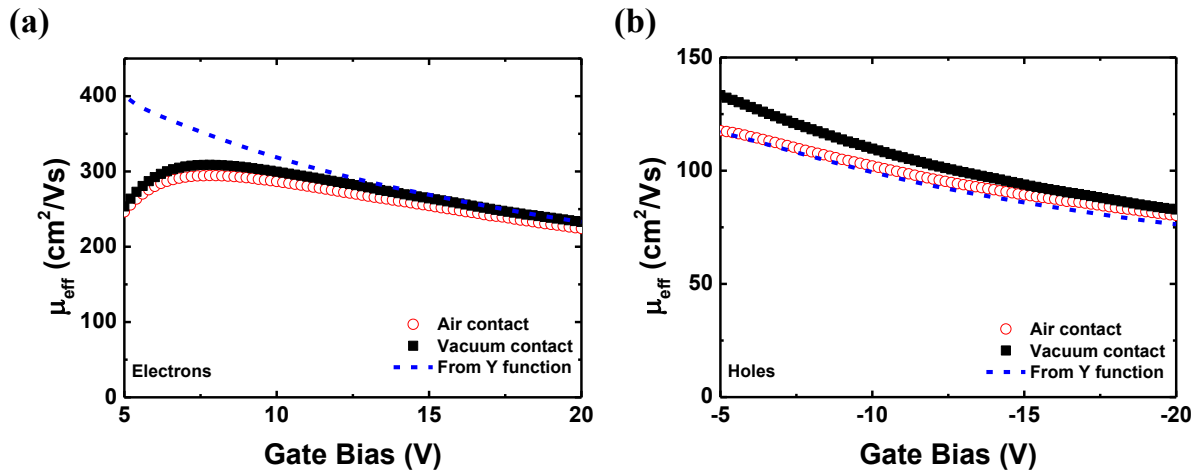 (a)
400
300
200
100
0
5
10
15
20
μeff (cm2/Vs)
Gate Bias (V)
Air contact
Vacuum contact
From Y function
Electrons
(b)
150
100
50
0
-5
-10
-15
-20
μeff (cm2/Vs)
Gate Bias (V)
Air contact
Vacuum contact
From Y function
Holes